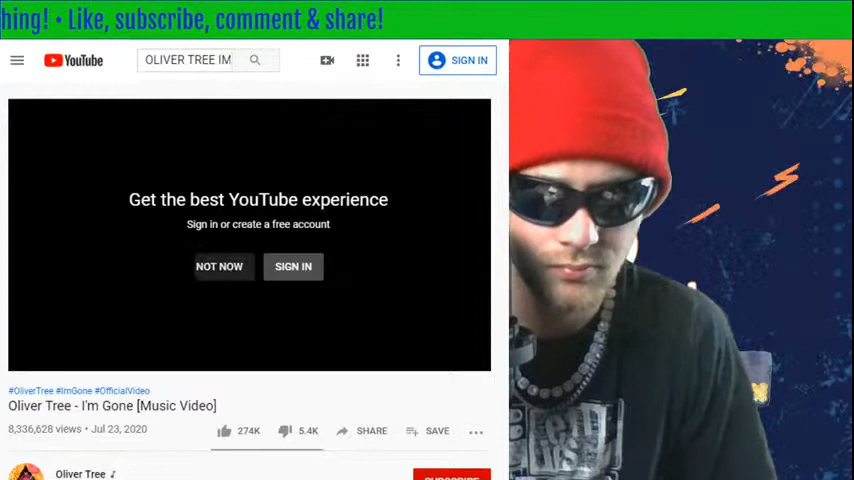 hing! • Like, subscribe, comment & share!
YouTube
OLIVER TREE IM
SIGN IN
Get the best YouTube experience
Sign in or create a free account
NOT NOW
SIGN IN
#OliverTree #ImGone #OfficialVideo
Oliver Tree - I'm Gone [Music Video]
8,336,628 views • Jul 23, 2020
274K
5.4K
SHARE
SAVE
Oliver Tree
SUBSCRIBE